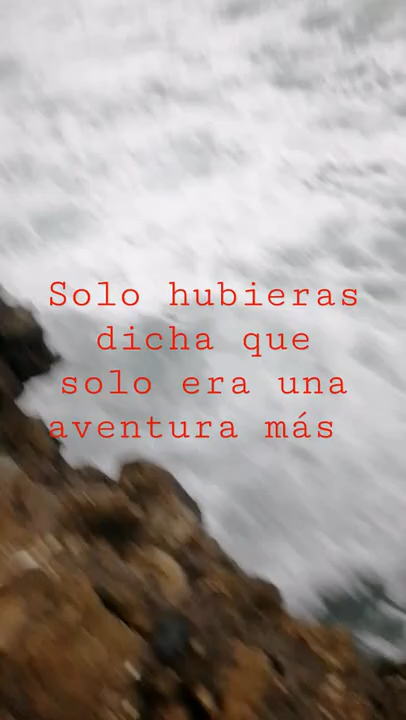 Solo hubieras
dicha que
solo era una
aventura más